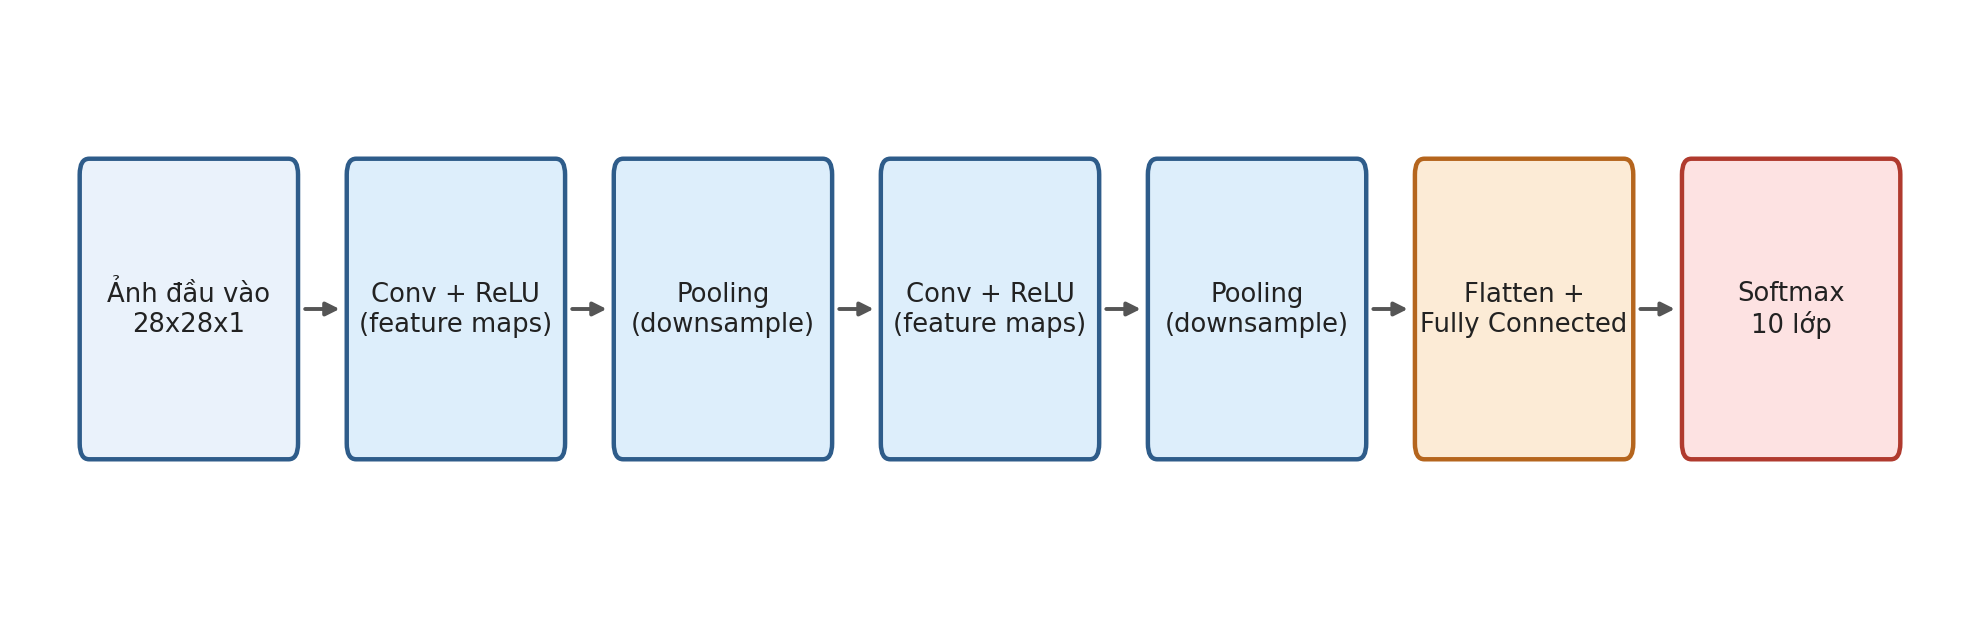 Ảnh đầu vào
28x28x1
Conv + ReLU
(feature maps)
Pooling
(downsample)
Conv + ReLU
(feature maps)
Pooling
(downsample)
Flatten +
Fully Connected
Softmax
10 lớp